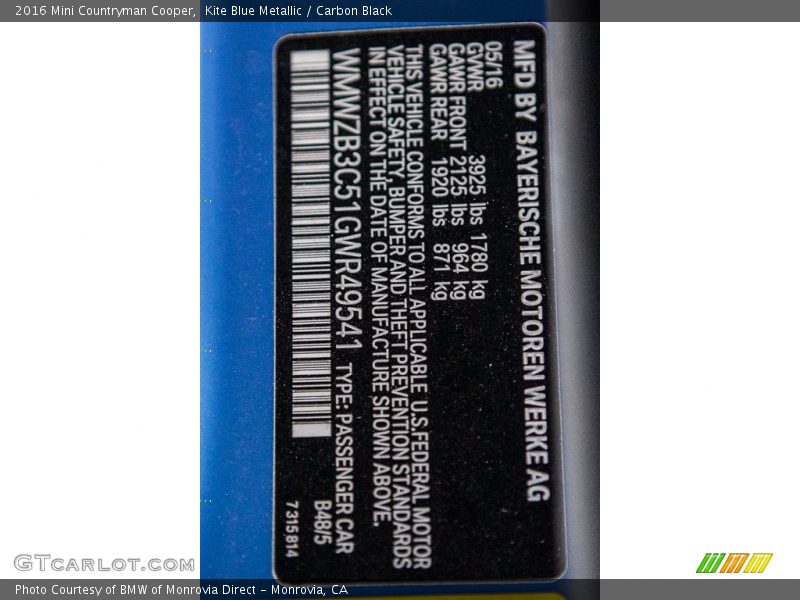 2016 Mini Countryman Cooper,  Kite Blue Metallic / Carbon Black
MFD BY BAYERISCHE MOTOREN WERKE AG
05/16
GVWR 3925 lbs 1780 kg
GAWR FRONT 2125 lbs 964 kg
GAWR REAR 1920 lbs 871 kg
THIS VEHICLE CONFORMS TO ALL APPLICABLE U.S.FEDERAL MOTOR
VEHICLE SAFETY, BUMPER AND THEFT PREVENTION STANDARDS
IN EFFECT ON THE DATE OF MANUFACTURE SHOWN ABOVE.
WMWZB3C51GWR49541 TYPE: PASSENGER CAR
B48/5
7315814
GTCARLOT.COM
Photo Courtesy of BMW of Monrovia Direct – Monrovia, CA